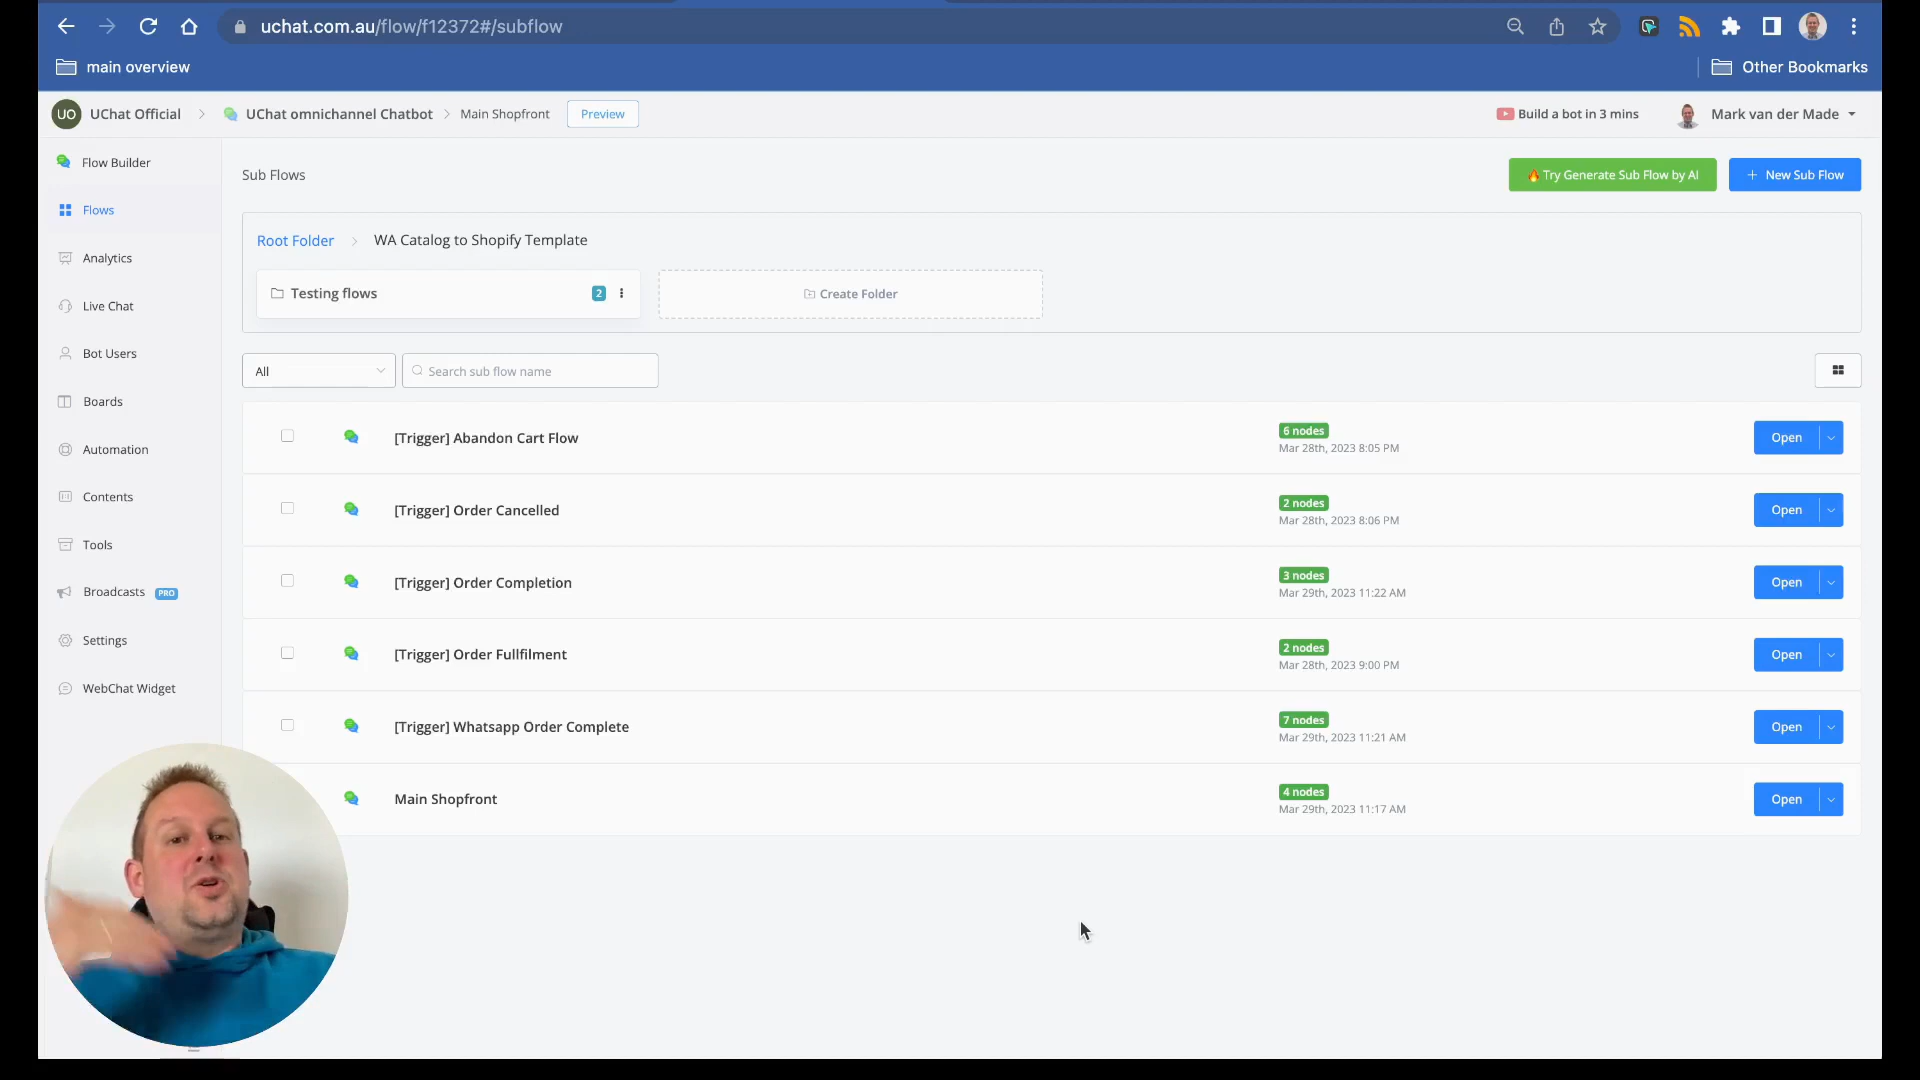 uchat.com.au/flow/f12372#/subflow
main overview
Other Bookmarks
UO UChat Official > UChat omnichannel Chatbot > Main Shopfront Preview
Build a bot in 3 mins Mark van der Made
Flow Builder
Flows
Analytics
Live Chat
Bot Users
Boards
Automation
Contents
Tools
Broadcasts PRO
Settings
WebChat Widget
Sub Flows
🔥Try Generate Sub Flow by AI
+ New Sub Flow
Root Folder > WA Catalog to Shopify Template
Testing flows 2
Create Folder
All
Search sub flow name
[Trigger] Abandon Cart Flow
6 nodes
Mar 28th, 2023 8:05 PM
Open
[Trigger] Order Cancelled
2 nodes
Mar 28th, 2023 8:06 PM
Open
[Trigger] Order Completion
3 nodes
Mar 29th, 2023 11:22 AM
Open
[Trigger] Order Fullfilment
2 nodes
Mar 28th, 2023 9:00 PM
Open
[Trigger] Whatsapp Order Complete
7 nodes
Mar 29th, 2023 11:21 AM
Open
Main Shopfront
4 nodes
Mar 29th, 2023 11:17 AM
Open